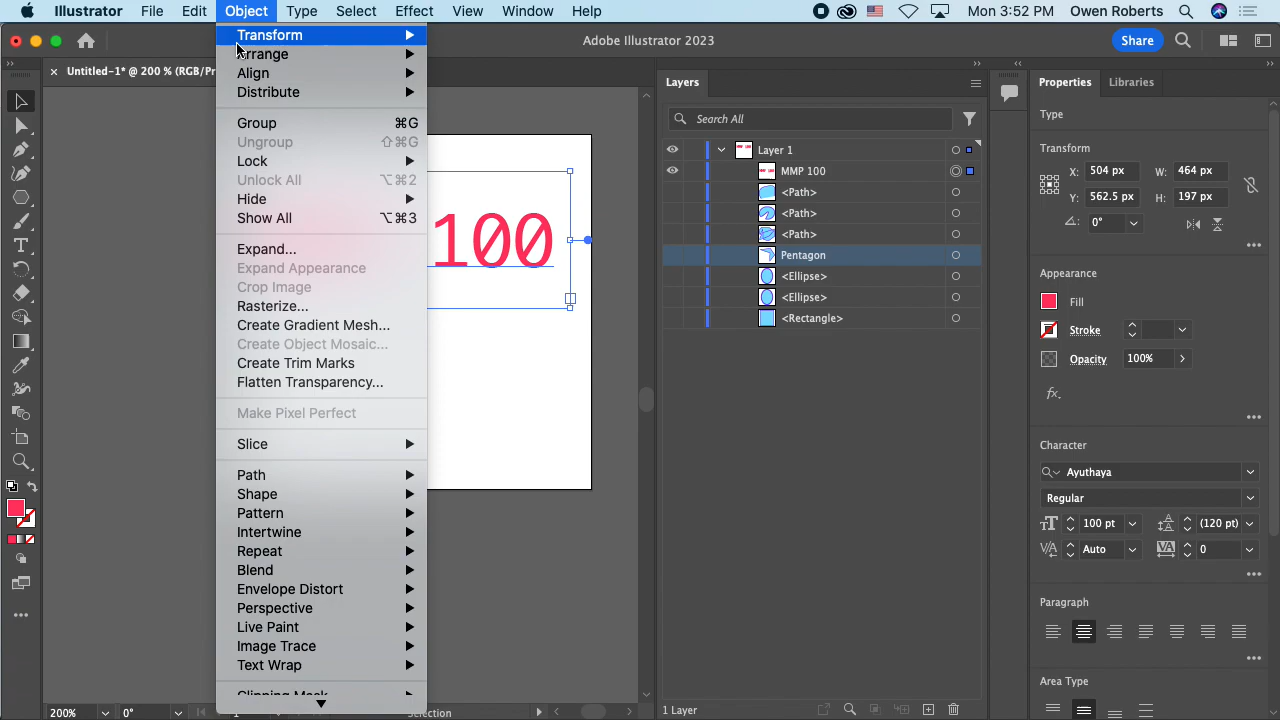 Illustrator File Edit Object Type Select Effect View Window Help Mon 3:52 PM Owen Roberts
Adobe Illustrator 2023 Share
× Untitled-1* @ 200 % (RGB/Pr
Transform
Arrange
Align
Distribute
Group ⌘G
Ungroup ⇧⌘G
Lock
Unlock All ⌥⌘2
Hide
Show All ⌥⌘3
Expand...
Expand Appearance
Crop Image
Rasterize...
Create Gradient Mesh...
Create Object Mosaic...
Create Trim Marks
Flatten Transparency...
Make Pixel Perfect
Slice
Path
Shape
Pattern
Intertwine
Repeat
Blend
Envelope Distort
Perspective
Live Paint
Image Trace
Text Wrap
Clipping Mask
100
200% 0° 1 Selection
Layers
Search All
Layer 1
MMP 100
<Path>
<Path>
<Path>
Pentagon
<Ellipse>
<Ellipse>
<Rectangle>
1 Layer
Properties Libraries
Type
Transform
X: 504 px W: 464 px
Y: 562.5 px H: 197 px
0°
Appearance
Fill
Stroke
Opacity 100%
fx.
Character
Ayuthaya
Regular
100 pt (120 pt)
Auto 0
Paragraph
Area Type